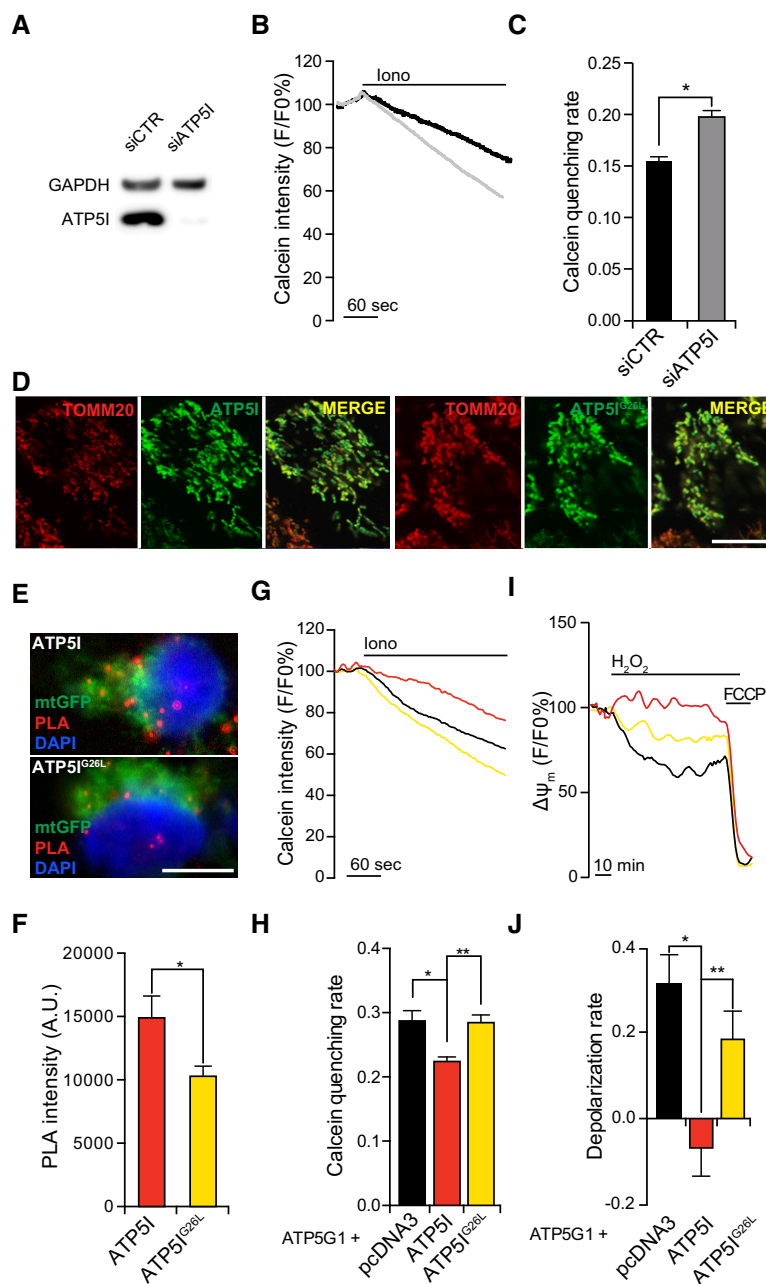 A
siCTR
siATP5I
GAPDH
ATP5I
B
Calcein intensity (F/F0%)
120
100
80
60
40
20
0
Iono
60 sec
C
Calcein quenching rate
0.25
0.20
0.15
0.10
0.05
0.00
*
siCTR
siATP5I
D
TOMM20
ATP5I
MERGE
TOMM20
ATP5I^G26L
MERGE
E
ATP5I
mtGFP
PLA
DAPI
ATP5I^G26L
mtGFP
PLA
DAPI
G
Calcein intensity (F/F0%)
120
100
80
60
40
20
0
Iono
60 sec
I
Δψm (F/F0%)
150
100
50
0
H2O2
FCCP
10 min
F
PLA intensity (A.U.)
20000
15000
10000
5000
0
*
ATP5I
ATP5I^G26L
H
Calcein quenching rate
0.4
0.3
0.2
0.1
0.0
*
**
ATP5G1 +
pcDNA3
ATP5I
ATP5I^G26L
J
Depolarization rate
0.4
0.2
0.0
-0.2
*
**
ATP5G1 +
pcDNA3
ATP5I
ATP5I^G26L